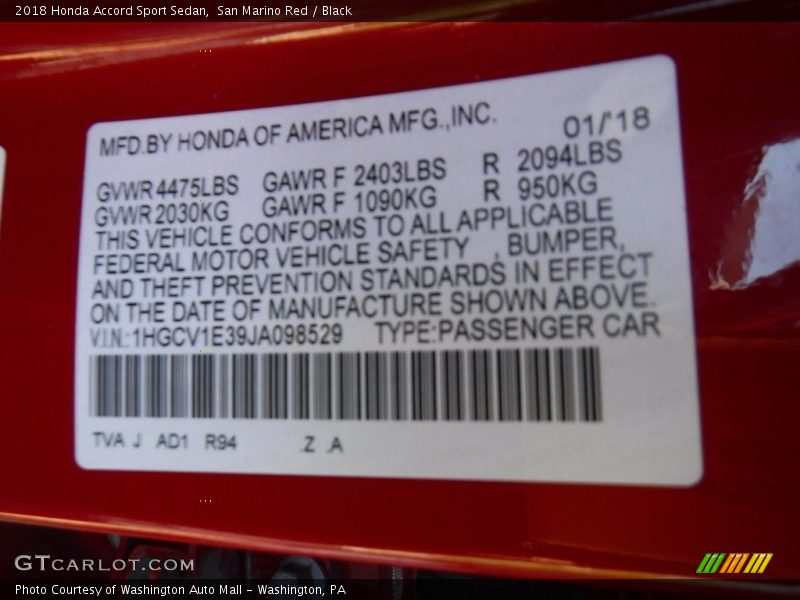 2018 Honda Accord Sport Sedan,  San Marino Red / Black
MFD.BY HONDA OF AMERICA MFG.,INC. 01/'18
GVWR 4475LBS GAWR F 2403LBS R 2094LBS
GVWR 2030KG GAWR F 1090KG R 950KG
THIS VEHICLE CONFORMS TO ALL APPLICABLE
FEDERAL MOTOR VEHICLE SAFETY , BUMPER,
AND THEFT PREVENTION STANDARDS IN EFFECT
ON THE DATE OF MANUFACTURE SHOWN ABOVE.
V.I.N.:1HGCV1E39JA098529 TYPE:PASSENGER CAR
TVA J AD1 R94 .Z .A
GTCARLOT.COM
Photo Courtesy of Washington Auto Mall - Washington, PA